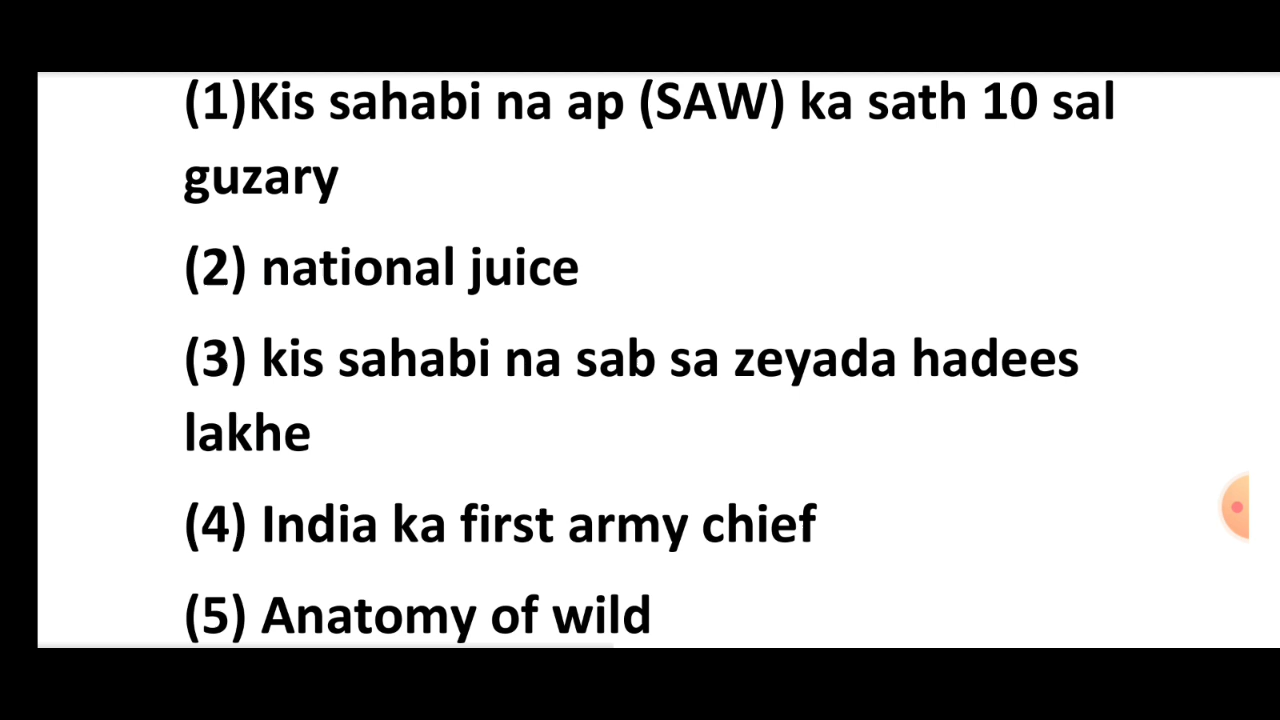 (1)Kis sahabi na ap (SAW) ka sath 10 sal
guzary
(2) national juice
(3) kis sahabi na sab sa zeyada hadees
lakhe
(4) India ka first army chief
(5) Anatomy of wild